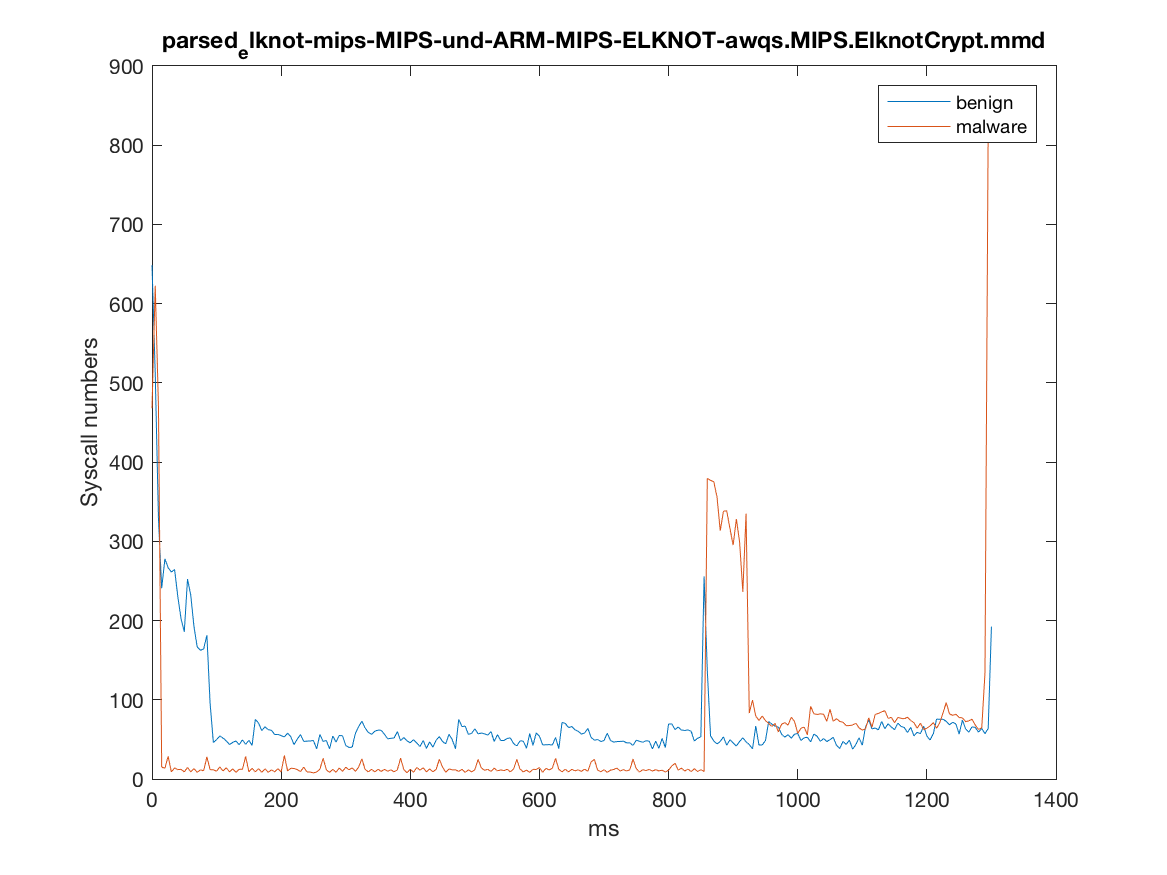 parsed_elknot-mips-MIPS-und-ARM-MIPS-ELKNOT-awqs.MIPS.ElknotCrypt.mmd
900
benign
malware
800
700
600
500
400
300
200
100
0
Syscall numbers
0 200 400 600 800 1000 1200 1400
ms